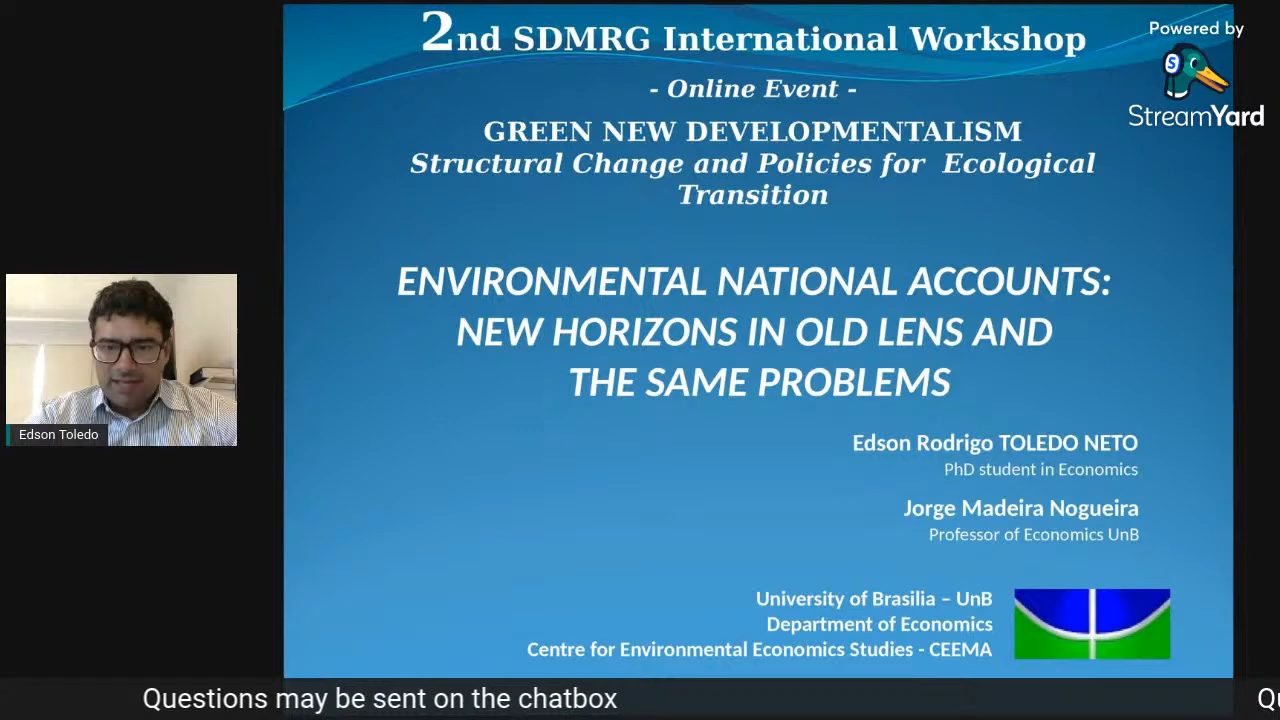 2nd SDMRG International Workshop
- Online Event -
GREEN NEW DEVELOPMENTALISM
Structural Change and Policies for Ecological
Transition
ENVIRONMENTAL NATIONAL ACCOUNTS:
NEW HORIZONS IN OLD LENS AND
THE SAME PROBLEMS
Edson Rodrigo TOLEDO NETO
PhD student in Economics
Jorge Madeira Nogueira
Professor of Economics UnB
University of Brasilia – UnB
Department of Economics
Centre for Environmental Economics Studies - CEEMA
Powered by
S
StreamYard
Edson Toledo
Questions may be sent on the chatbox